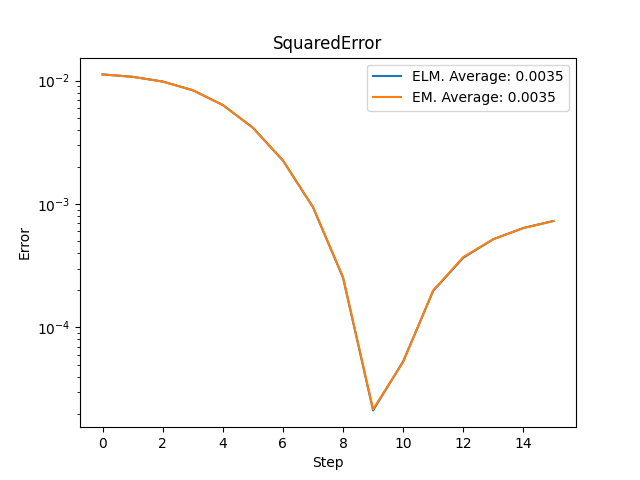 SquaredError
ELM. Average: 0.0035
EM. Average: 0.0035
Error
10⁻²
10⁻³
10⁻⁴
0 2 4 6 8 10 12 14
Step